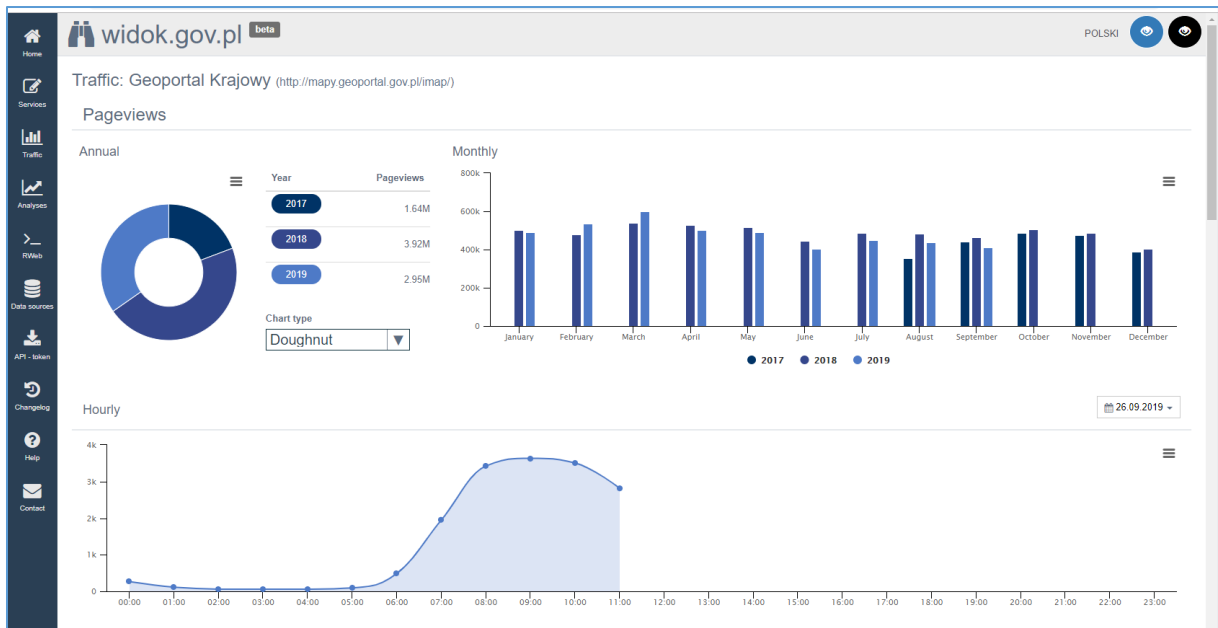 Home
Services
Traffic
Analyses
>_
RWeb
Data sources
API - token
Changelog
Help
Contact
widok.gov.pl beta
POLSKI
Traffic: Geoportal Krajowy (http://mapy.geoportal.gov.pl/imap/)
Pageviews
Annual
Year Pageviews
2017 1.64M
2018 3.92M
2019 2.95M
Chart type
Doughnut
Monthly
800k
600k
400k
200k
0
January February March April May June July August September October November December
2017 2018 2019
Hourly
26.09.2019
4k
3k
2k
1k
0
00:00 01:00 02:00 03:00 04:00 05:00 06:00 07:00 08:00 09:00 10:00 11:00 12:00 13:00 14:00 15:00 16:00 17:00 18:00 19:00 20:00 21:00 22:00 23:00